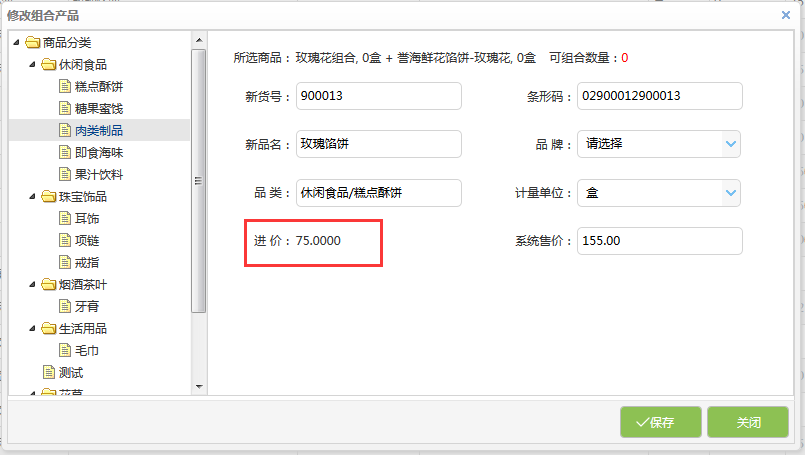 修改组合产品
商品分类
休闲食品
糕点酥饼
糖果蜜饯
肉类制品
即食海味
果汁饮料
珠宝饰品
耳饰
项链
戒指
烟酒茶叶
牙膏
生活用品
毛巾
测试
所选商品：玫瑰花组合, 0盒 + 誉海鲜花馅饼-玫瑰花, 0盒 可组合数量：0
新货号： 900013 条形码： 02900012900013
新品名： 玫瑰馅饼 品 牌： 请选择
品 类： 休闲食品/糕点酥饼 计量单位： 盒
进 价：75.0000 系统售价： 155.00
保存 关闭